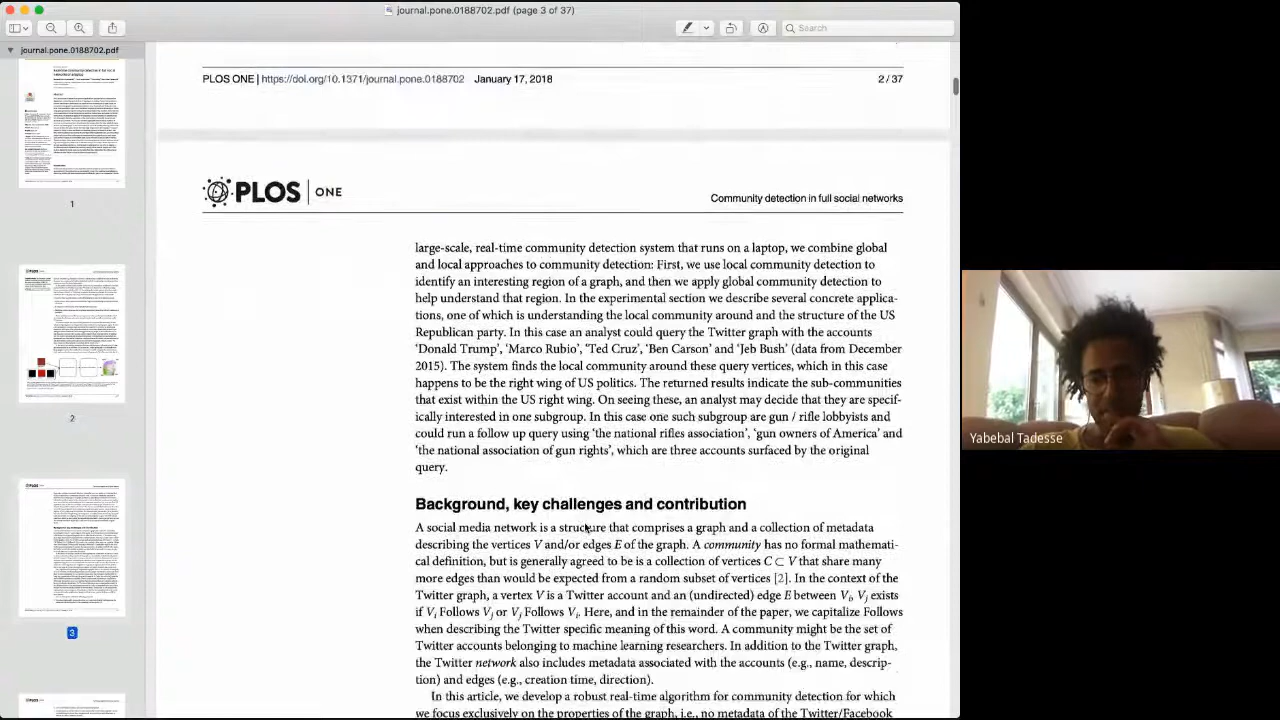 journal.pone.0188702.pdf (page 3 of 37)
Search
journal.pone.0188702.pdf
1
2
3
PLOS ONE | https://doi.org/10.1371/journal.pone.0188702
2 / 37
PLOS ONE
Community detection in full social networks
large-scale, real-time community detection system that runs on a laptop, we combine global
and local approaches to community detection: First, we use local community detection to
identify an interesting region of a graph, and then we apply global community detection to
help understand that region. In the experimental section we describe several concrete applica-
tions, one of which is understanding the local community around and the structure of the US
Republican party. In this case an analyst could query the Twitter graph with the accounts
'Donald Trump', 'Marco Rubio', 'Ted Cruz', 'Ben Carson' and 'Jeb Bush' (data from December
2015). The system finds the local community around these query vertices, which in this case
happens to be the right wing of US politics. The returned results indicate the sub-communities
that exist within the US right wing. On seeing these, an analyst may decide that they are specif-
ically interested in one subgroup. In this case one such subgroup are gun / rifle lobbyists and
could run a follow up query using 'the national rifles association', 'gun owners of America' and
'the national association of gun rights', which are three accounts surfaced by the original
query.
Background, challenges and contribution
A social media network is a structure that comprises a graph and a collection of metadata
describing the vertices V and/or edges E of the graph. A community has no formal mathemati-
cal definition, but is generally agreed to be a collection of vertices C ⊆ V that share many
more edges than would be expected from a random subset of vertices. In the context of the
Twitter graph, a vertex V is a Twitter account and an (undirected) edge E between Vi, Vj exists
if Vi Follows Vj or Vj Follows Vi. Here, and in the remainder of the paper, we capitalize Follows
when describing the Twitter specific meaning of this word. A community might be the set of
Twitter accounts belonging to machine learning researchers. In addition to the Twitter graph,
the Twitter network also includes metadata associated with the accounts (e.g., name, descrip-
tion) and edges (e.g., creation time, direction).
In this article, we develop a robust real-time algorithm for community detection for which
we focus exclusively on the properties of the graph, i.e., no metadata of the Twitter/Facebook
Yabebal Tadesse